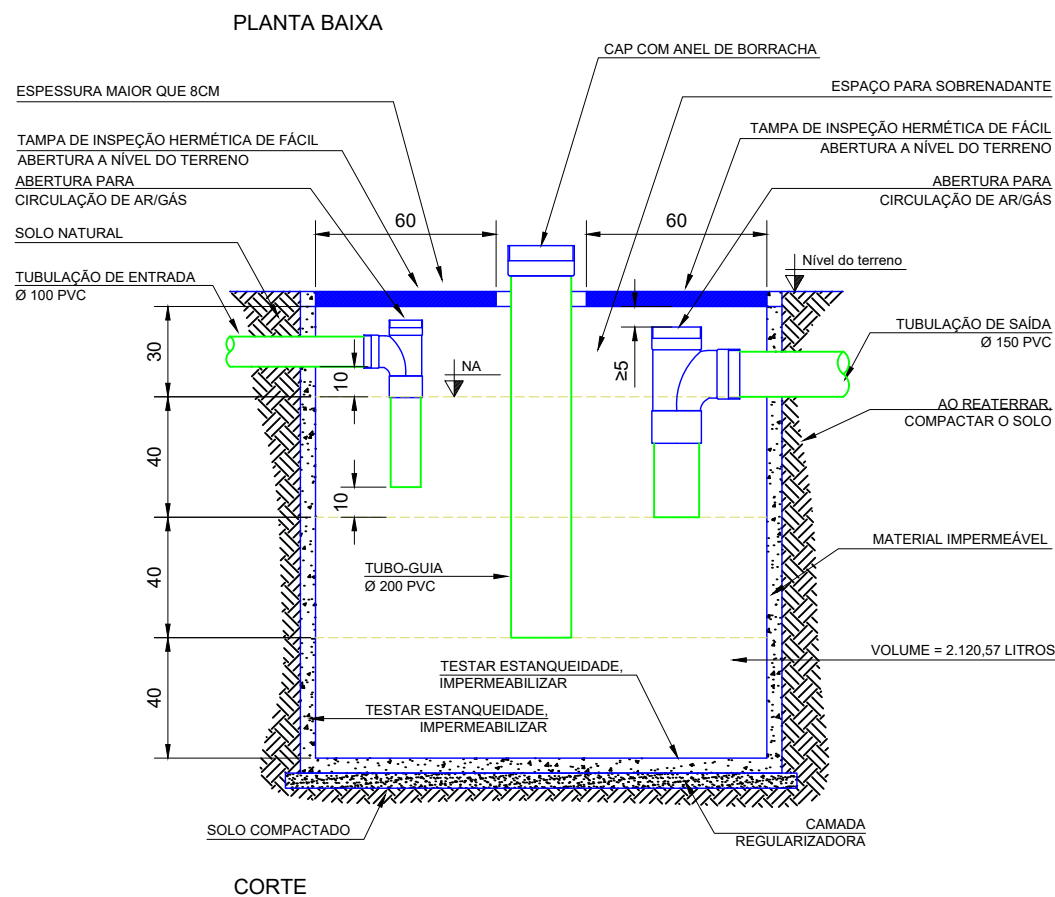 PLANTA BAIXA
CAP COM ANEL DE BORRACHA
ESPESSURA MAIOR QUE 8CM
ESPAÇO PARA SOBRENADANTE
TAMPA DE INSPEÇÃO HERMÉTICA DE FÁCIL
ABERTURA A NÍVEL DO TERRENO
TAMPA DE INSPEÇÃO HERMÉTICA DE FÁCIL
ABERTURA A NÍVEL DO TERRENO
ABERTURA PARA
CIRCULAÇÃO DE AR/GÁS
ABERTURA PARA
CIRCULAÇÃO DE AR/GÁS
60
60
SOLO NATURAL
Nível do terreno
TUBULAÇÃO DE ENTRADA
Ø 100 PVC
TUBULAÇÃO DE SAÍDA
Ø 150 PVC
30
10
NA
≥5
AO REATERRAR,
COMPACTAR O SOLO
40
10
MATERIAL IMPERMEÁVEL
TUBO-GUIA
Ø 200 PVC
40
VOLUME = 2.120,57 LITROS
TESTAR ESTANQUEIDADE,
IMPERMEABILIZAR
40
TESTAR ESTANQUEIDADE,
IMPERMEABILIZAR
SOLO COMPACTADO
CAMADA
REGULARIZADORA
CORTE